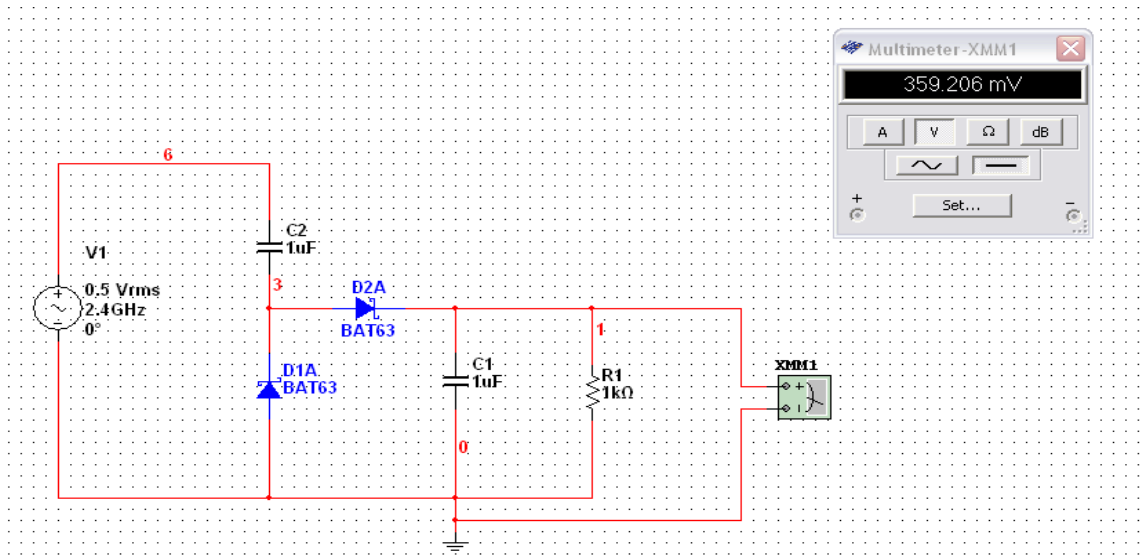 Multimeter-XMM1
359.206 mV
A V Ω dB
+ Set... −
6
C2
1uF
V1
3
0.5 Vrms
2.4GHz
0°
D2A
BAT63
1
D1A
BAT63
C1
1uF
R1
1kΩ
XMM1
0